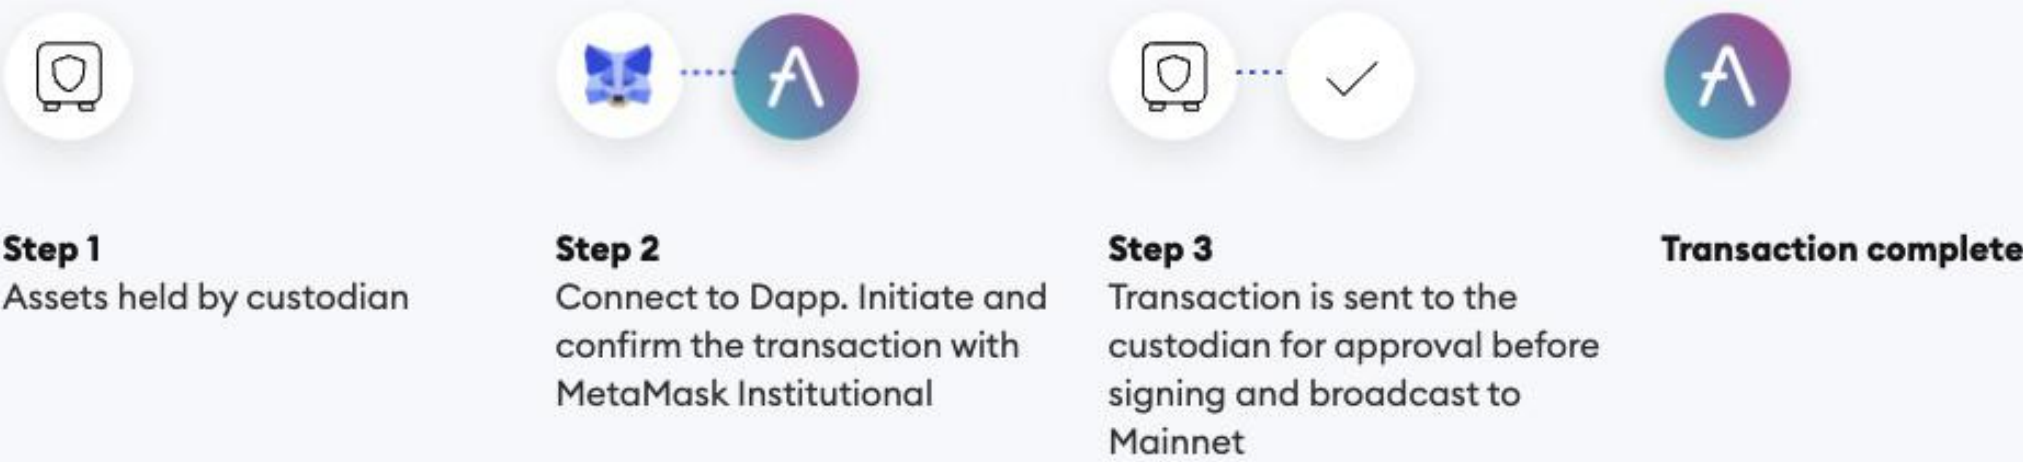 Step 1
Assets held by custodian
Step 2
Connect to Dapp. Initiate and
confirm the transaction with
MetaMask Institutional
Step 3
Transaction is sent to the
custodian for approval before
signing and broadcast to
Mainnet
Transaction complete